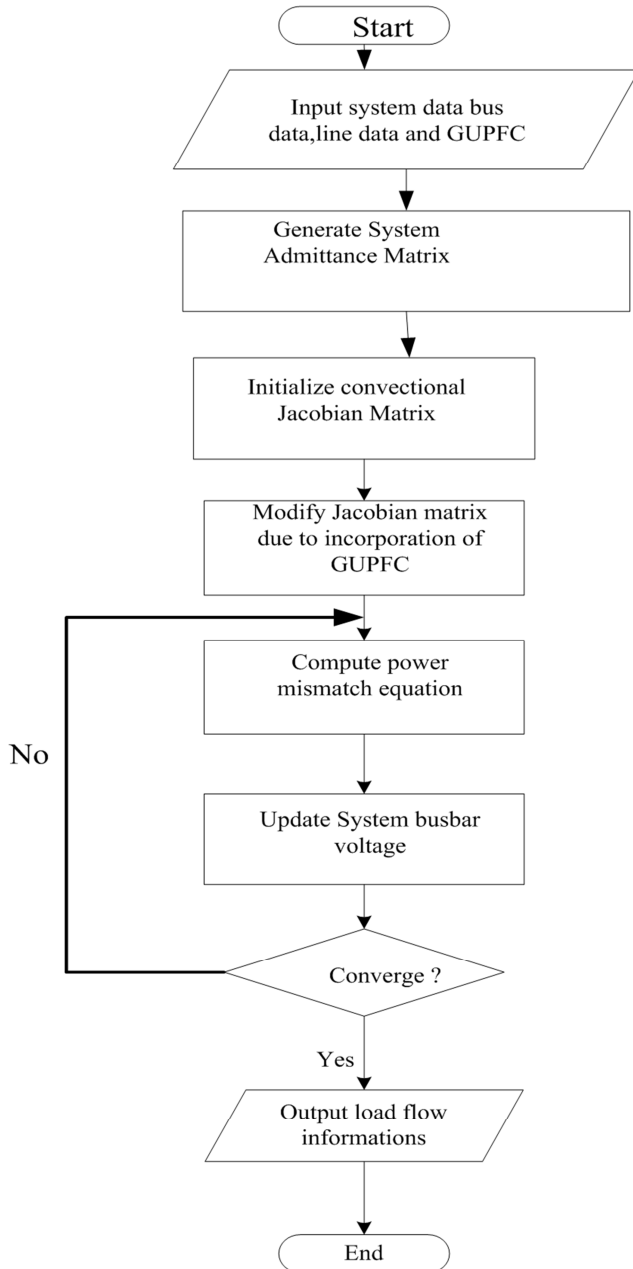 Start
Input system data bus
data,line data and GUPFC
Generate System
Admittance Matrix
Initialize convectional
Jacobian Matrix
Modify Jacobian matrix
due to incorporation of
GUPFC
Compute power
mismatch equation
No
Update System busbar
voltage
Converge ?
Yes
Output load flow
informations
End